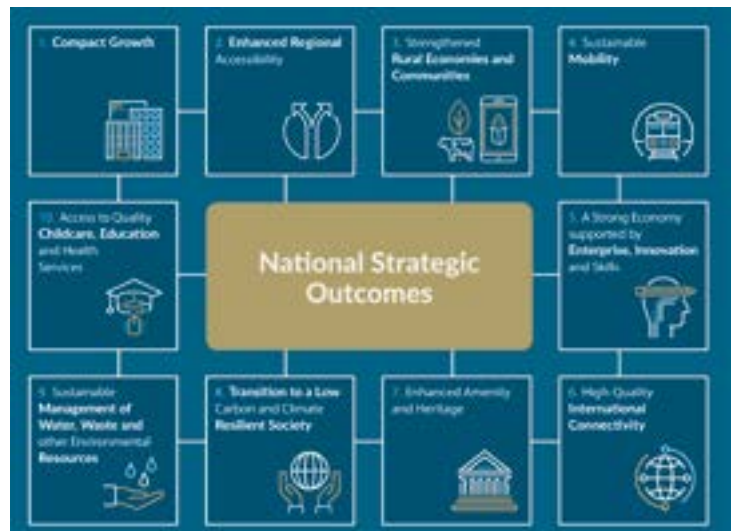 1. Compact Growth
2. Enhanced Regional
Accessibility
3. Strengthened
Rural Economies and
Communities
4. Sustainable
Mobility
10. Access to Quality
Childcare, Education
and Health
Services
National Strategic
Outcomes
5. A Strong Economy
supported by
Enterprise, Innovation
and Skills
9. Sustainable
Management of
Water, Waste and
other Environmental
Resources
8. Transition to a Low
Carbon and Climate
Resilient Society
7. Enhanced Amenity
and Heritage
6. High-Quality
International
Connectivity